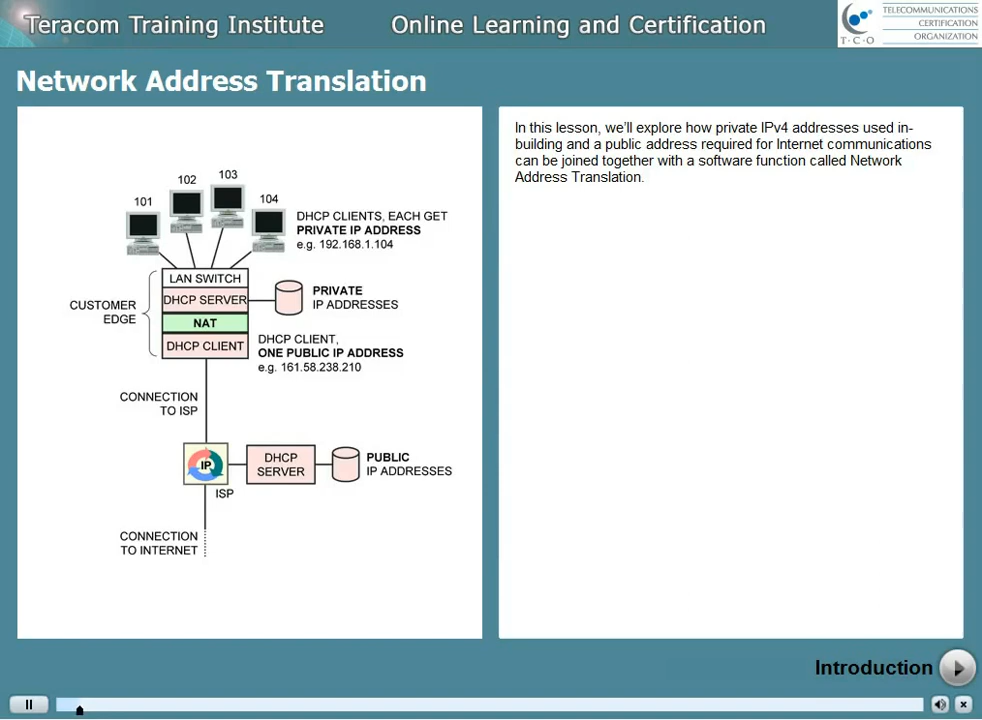 Teracom Training Institute
Online Learning and Certification
TELECOMMUNICATIONS
CERTIFICATION
ORGANIZATION
T·C·O
Network Address Translation
101
102
103
104
DHCP CLIENTS, EACH GET
PRIVATE IP ADDRESS
e.g. 192.168.1.104
LAN SWITCH
DHCP SERVER
NAT
DHCP CLIENT
CUSTOMER
EDGE
PRIVATE
IP ADDRESSES
DHCP CLIENT,
ONE PUBLIC IP ADDRESS
e.g. 161.58.238.210
CONNECTION
TO ISP
IP
ISP
DHCP
SERVER
PUBLIC
IP ADDRESSES
CONNECTION
TO INTERNET
In this lesson, we'll explore how private IPv4 addresses used in-
building and a public address required for Internet communications
can be joined together with a software function called Network
Address Translation.
Introduction